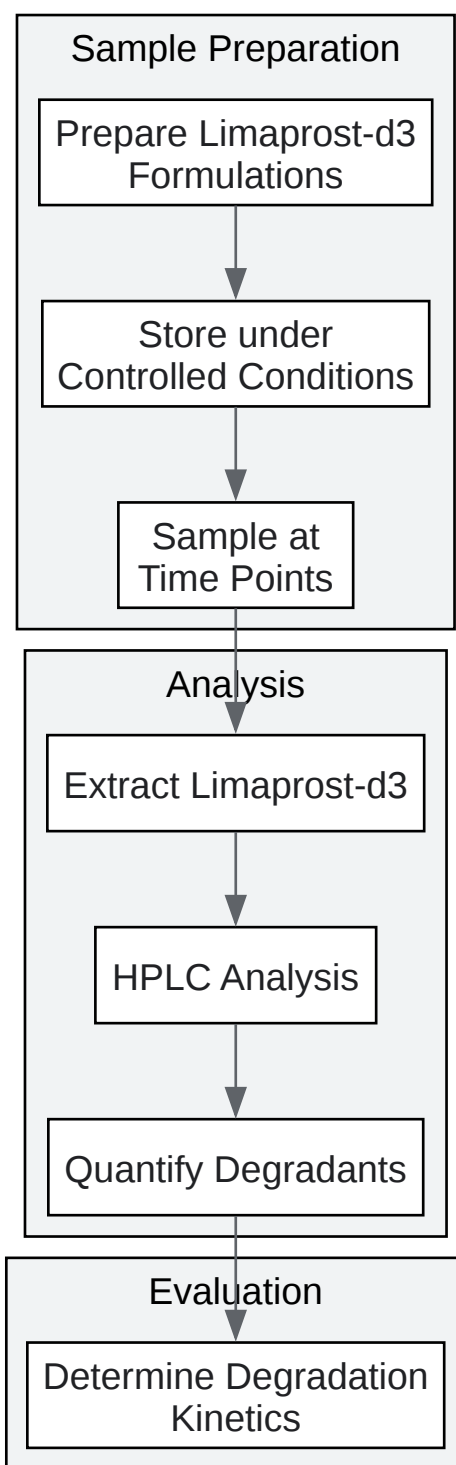 Sample Preparation
Prepare Limaprost-d3
Formulations
Store under
Controlled Conditions
Sample at
Time Points
Analysis
Extract Limaprost-d3
HPLC Analysis
Quantify Degradants
Evaluation
Determine Degradation
Kinetics